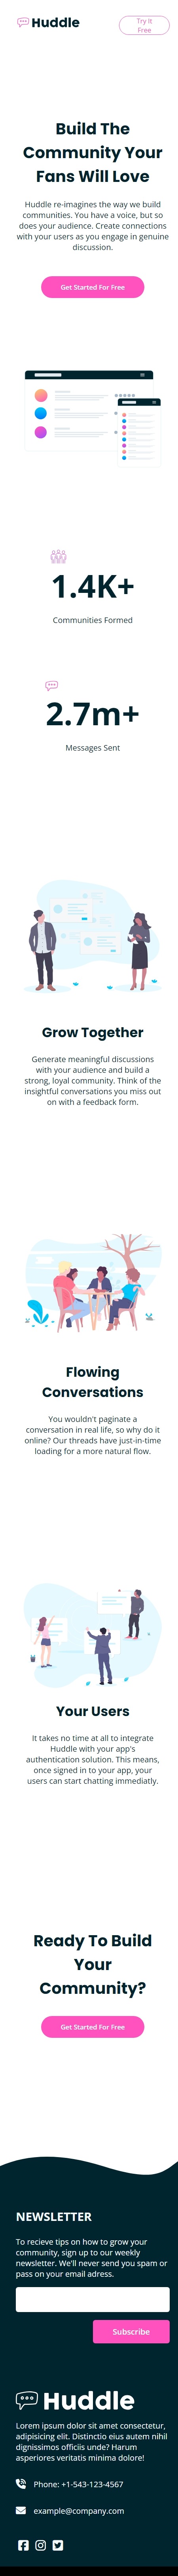 Huddle
Try It
Free
Build The
Community Your
Fans Will Love
Huddle re-imagines the way we build
communities. You have a voice, but so
does your audience. Create connections
with your users as you engage in genuine
discussion.
Get Started For Free
1.4K+
Communities Formed
2.7m+
Messages Sent
Grow Together
Generate meaningful discussions
with your audience and build a
strong, loyal community. Think of the
insightful conversations you miss out
on with a feedback form.
Flowing
Conversations
You wouldn't paginate a
conversation in real life, so why do it
online? Our threads have just-in-time
loading for a more natural flow.
Your Users
It takes no time at all to integrate
Huddle with your app's
authentication solution. This means,
once signed in to your app, your
users can start chatting immediatly.
Ready To Build
Your
Community?
Get Started For Free
NEWSLETTER
To recieve tips on how to grow your
community, sign up to our weekly
newsletter. We'll never send you spam or
pass on your email adress.
Subscribe
Huddle
Lorem ipsum dolor sit amet consectetur,
adipisicing elit. Distinctio eius autem nihil
dignissimos officiis unde? Harum
asperiores veritatis minima dolore!
Phone: +1-543-123-4567
example@company.com